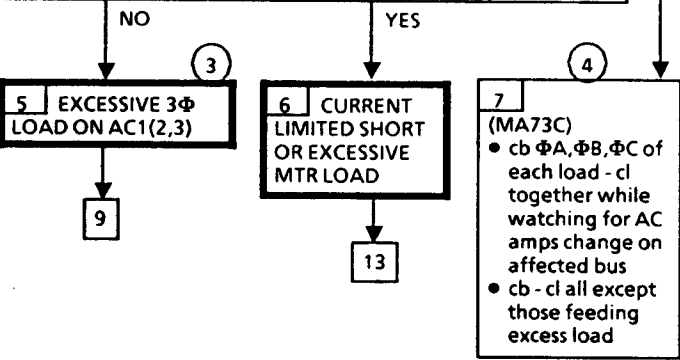 NO
YES
3
4
5 EXCESSIVE 3Φ
LOAD ON AC1(2,3)
9
6 CURRENT
LIMITED SHORT
OR EXCESSIVE
MTR LOAD
13
7
(MA73C)
● cb ΦA,ΦB,ΦC of
each load - cl
together while
watching for AC
amps change on
affected bus
● cb - cl all except
those feeding
excess load